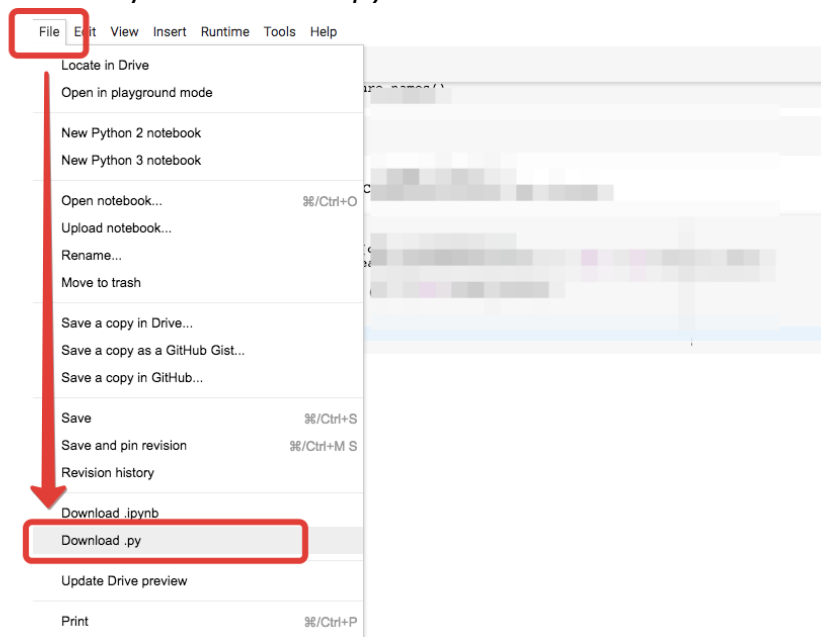 File Edit View Insert Runtime Tools Help
Locate in Drive
Open in playground mode
New Python 2 notebook
New Python 3 notebook
Open notebook... ⌘/Ctrl+O
Upload notebook...
Rename...
Move to trash
Save a copy in Drive...
Save a copy as a GitHub Gist...
Save a copy in GitHub...
Save ⌘/Ctrl+S
Save and pin revision ⌘/Ctrl+M S
Revision history
Download .ipynb
Download .py
Update Drive preview
Print ⌘/Ctrl+P